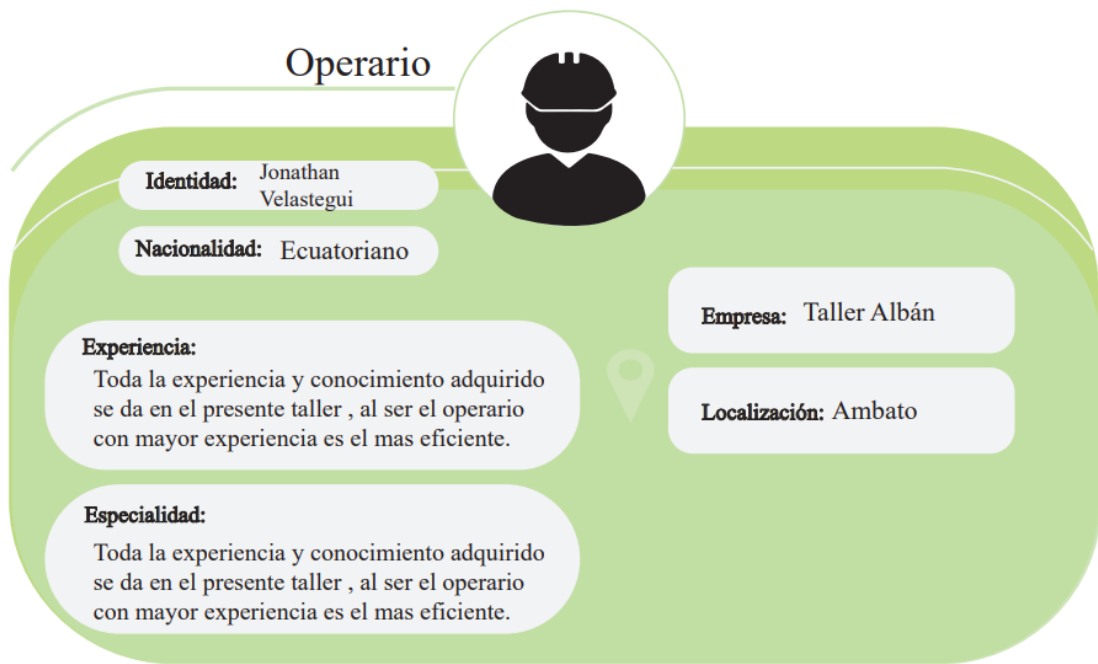 Operario
Identidad: Jonathan
Velastegui
Nacionalidad: Ecuatoriano
Experiencia:
Toda la experiencia y conocimiento adquirido
se da en el presente taller , al ser el operario
con mayor experiencia es el mas eficiente.
Especialidad:
Toda la experiencia y conocimiento adquirido
se da en el presente taller , al ser el operario
con mayor experiencia es el mas eficiente.
Empresa: Taller Albán
Localización: Ambato